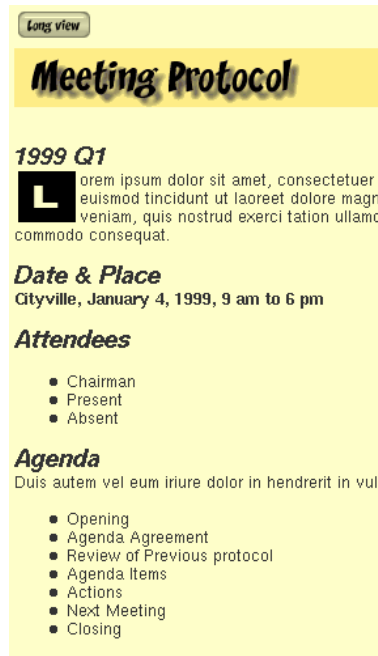 Long view
Meeting Protocol
1999 Q1
Lorem ipsum dolor sit amet, consectetuer
euismod tincidunt ut laoreet dolore magn
veniam, quis nostrud exerci tation ullamc
commodo consequat.
Date & Place
Cityville, January 4, 1999, 9 am to 6 pm
Attendees
Chairman
Present
Absent
Agenda
Duis autem vel eum iriure dolor in hendrerit in vul
Opening
Agenda Agreement
Review of Previous protocol
Agenda Items
Actions
Next Meeting
Closing